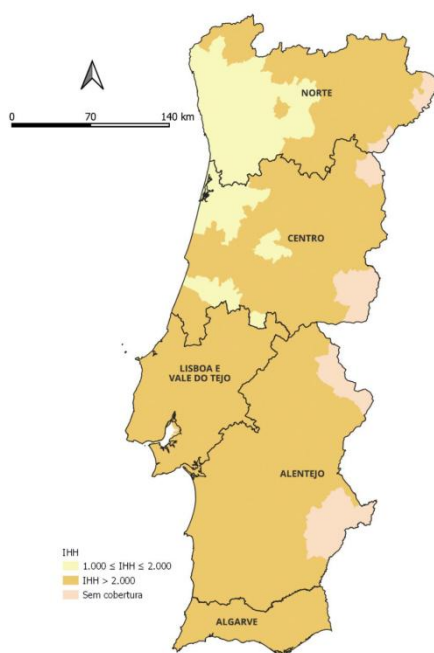 NORTE
0 70 140 km
CENTRO
LISBOA E
VALE DO TEJO
ALENTEJO
IHH
1.000 ≤ IHH ≤ 2.000
IHH > 2.000
Sem cobertura
ALGARVE